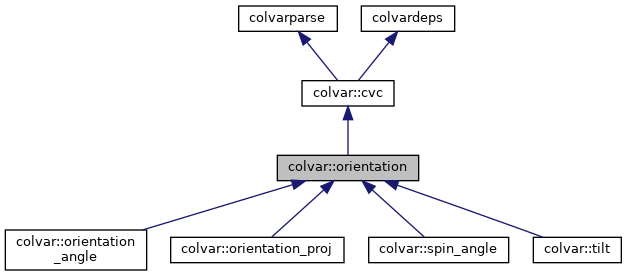 colvarparse
colvardeps
colvar::cvc
colvar::orientation
colvar::orientation
_angle
colvar::orientation_proj
colvar::spin_angle
colvar::tilt